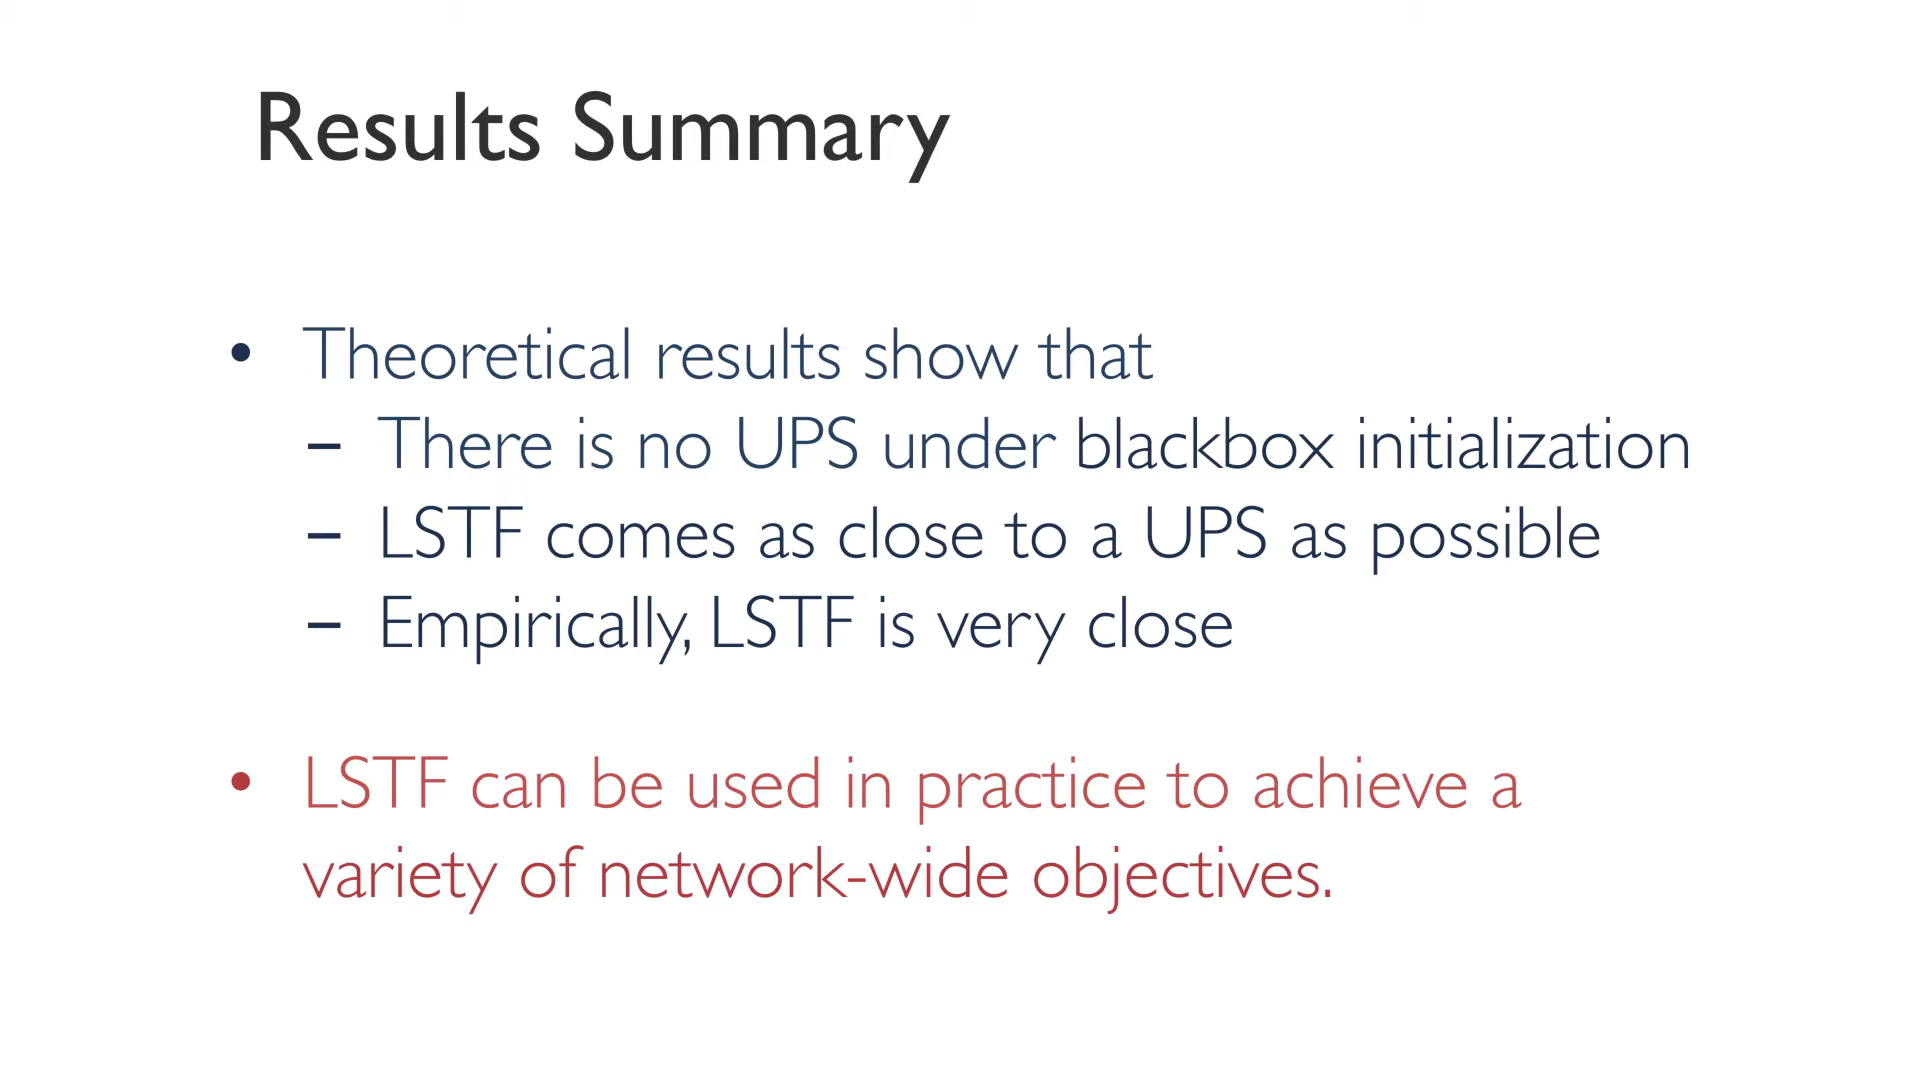 Results Summary
• Theoretical results show that
– There is no UPS under blackbox initialization
– LSTF comes as close to a UPS as possible
– Empirically, LSTF is very close
• LSTF can be used in practice to achieve a
variety of network-wide objectives.